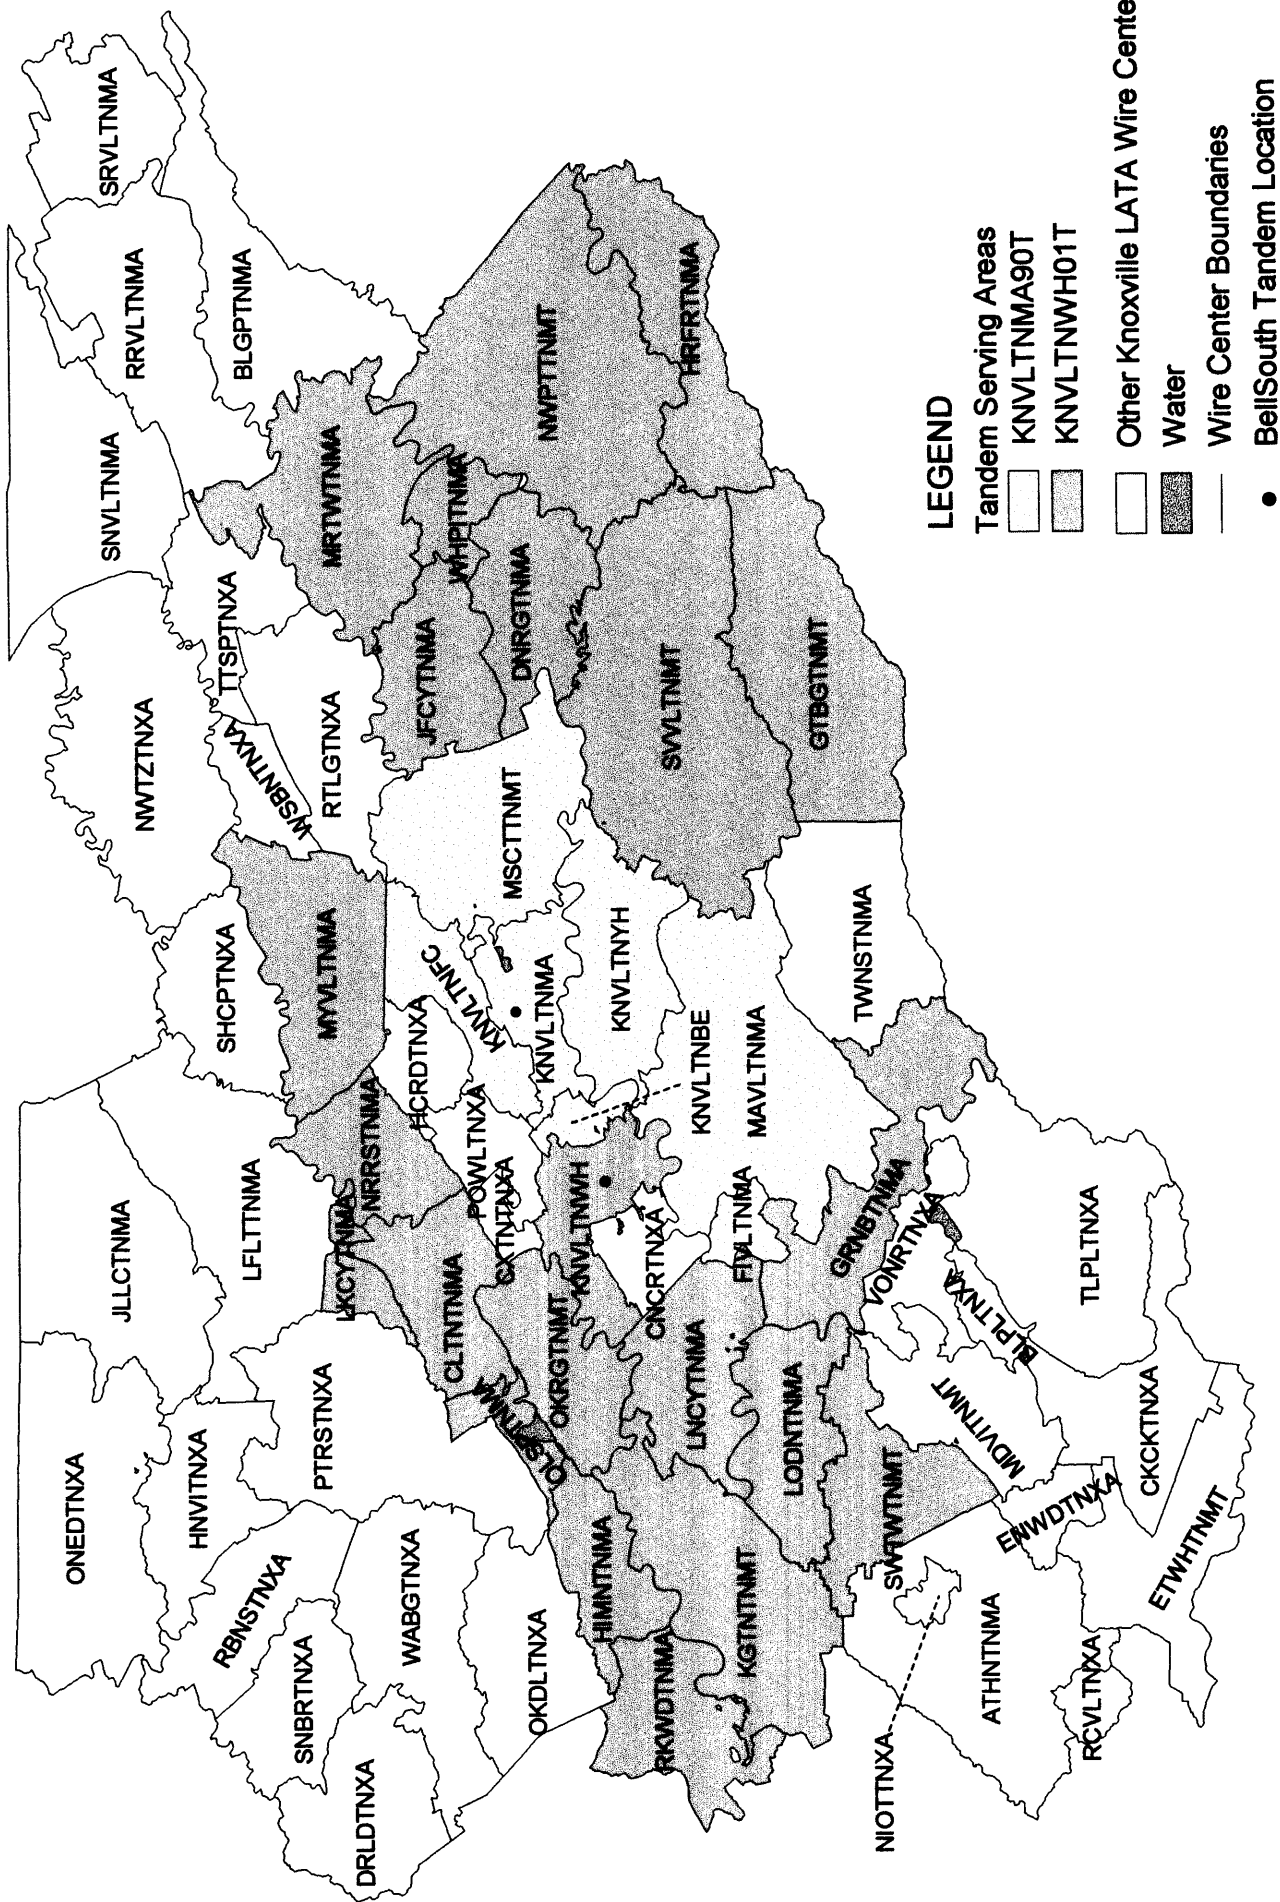 SRVLTNMA
RRVLTNMA
BLGPTNMA
SNVLTNMA
MRTWTNMA
NWPTTNMT
HRFRTNMA
WHPITNMA
TTSPTNXA
NWTZTNXA
WSBNTNXA
RTLGTNXA
JFCYTNMA
DNRGTNMA
SVVLTNMT
GTBGTNMT
MSCTTNMT
SHCPTNXA
MYVLTNMA
KNVLTNFC
KNVLTNMA
KNVLTNYH
TWNSTNMA
HCRDTNXA
KNVLTNBE
MAVLTNMA
JLLCTNMA
LFLTTNMA
NRRSTNMA
LKCYTNMA
POWLTNXA
CXTNTNXA
KNVLTNWH
CNCRTNXA
FIVLTNMA
GRNBTNMA
VONRTNXA
BLPLTNXA
TLPLTNXA
CLTNTNMA
OKRGTNMT
LNCYTNMA
LODNTNMA
MDVITNMT
CKCKTNXA
ONEDTNXA
HNVITNXA
PTRSTNXA
SWTWTNMT
ENWDTNXA
ETWHTNMT
RBNSTNXA
SNBRTNXA
WABGTNXA
OKDLTNXA
HIMNTNMA
RKWDTNMA
KGTNTNMT
ATHNTNMA
RCVLTNXA
NIOTTNXA
DRLDTNXA
LEGEND
Tandem Serving Areas
KNVLTNMA90T
KNVLTNWH01T
Other Knoxville LATA Wire Cente
Water
Wire Center Boundaries
BellSouth Tandem Location